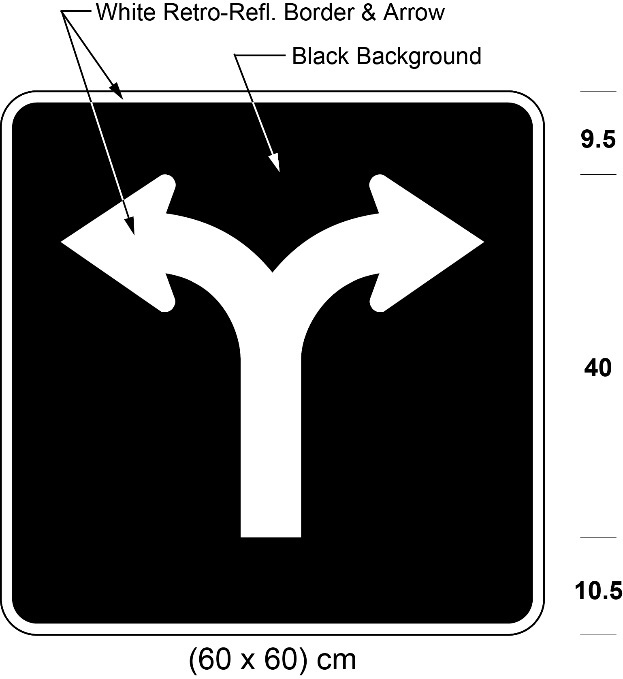 White Retro-Refl. Border & Arrow
Black Background
9.5
40
10.5
(60 x 60) cm